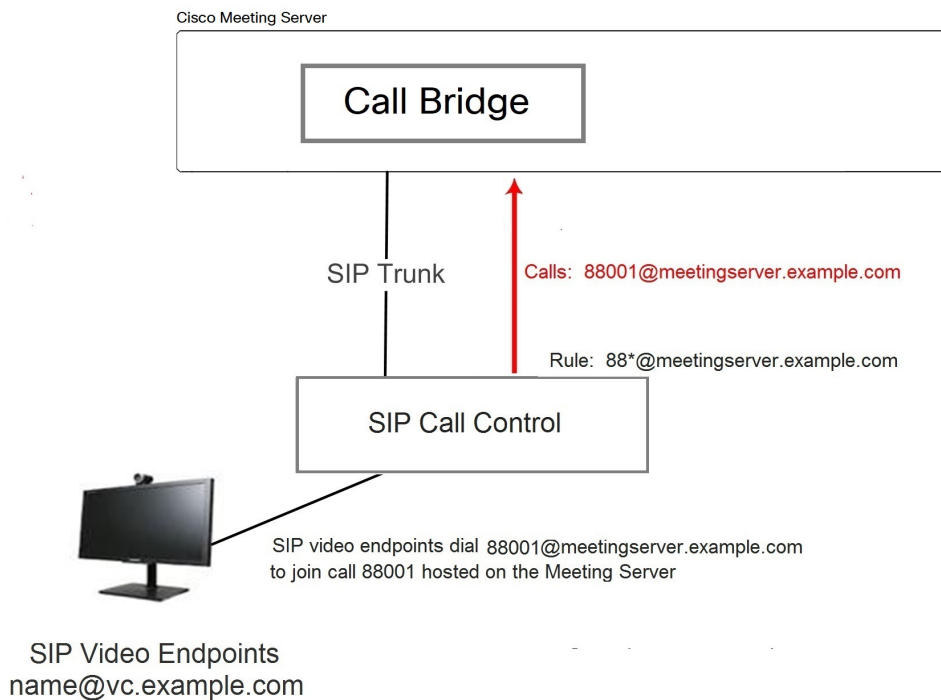 Cisco Meeting Server
Call Bridge
SIP Trunk
Calls: 88001@meetingserver.example.com
Rule: 88*@meetingserver.example.com
SIP Call Control
SIP video endpoints dial 88001@meetingserver.example.com
to join call 88001 hosted on the Meeting Server
SIP Video Endpoints
name@vc.example.com